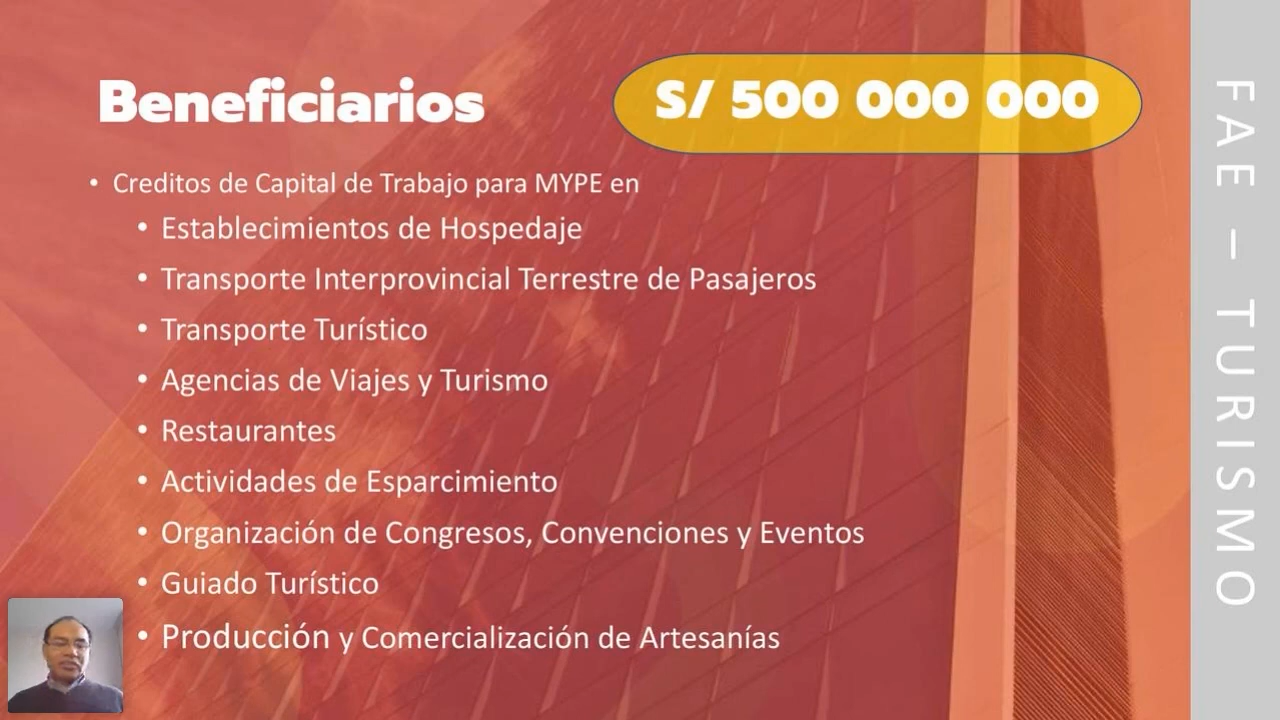 Beneficiarios
S/ 500 000 000
Creditos de Capital de Trabajo para MYPE en
Establecimientos de Hospedaje
Transporte Interprovincial Terrestre de Pasajeros
Transporte Turístico
Agencias de Viajes y Turismo
Restaurantes
Actividades de Esparcimiento
Organización de Congresos, Convenciones y Eventos
Guiado Turístico
Producción y Comercialización de Artesanías
FAE – TURISMO